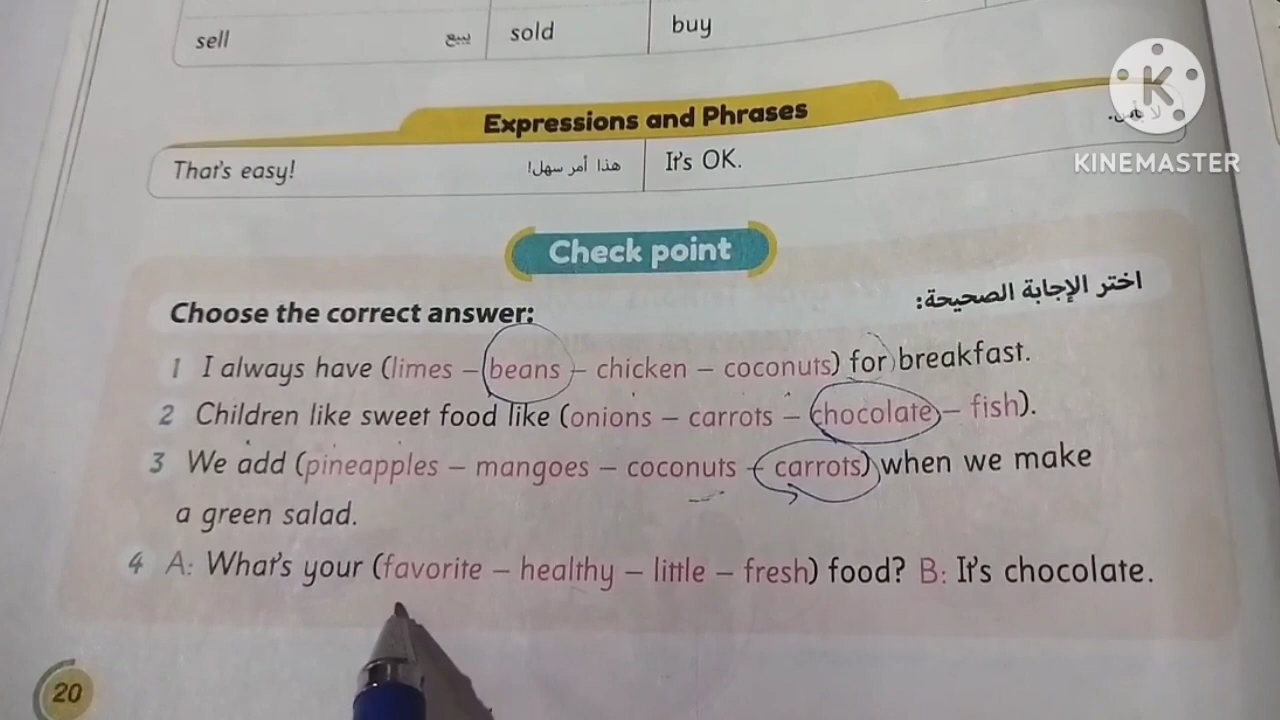 sell يبيع sold buy
Expressions and Phrases
That's easy! هذا أمر سهل! It's OK. لا بأس.
K
KINEMASTER
Check point
Choose the correct answer: اختر الإجابة الصحيحة:
1 I always have (limes – beans – chicken – coconuts) for breakfast.
2 Children like sweet food like (onions – carrots – chocolate – fish).
3 We add (pineapples – mangoes – coconuts – carrots) when we make
a green salad.
4 A: What's your (favorite – healthy – little – fresh) food? B: It's chocolate.
20